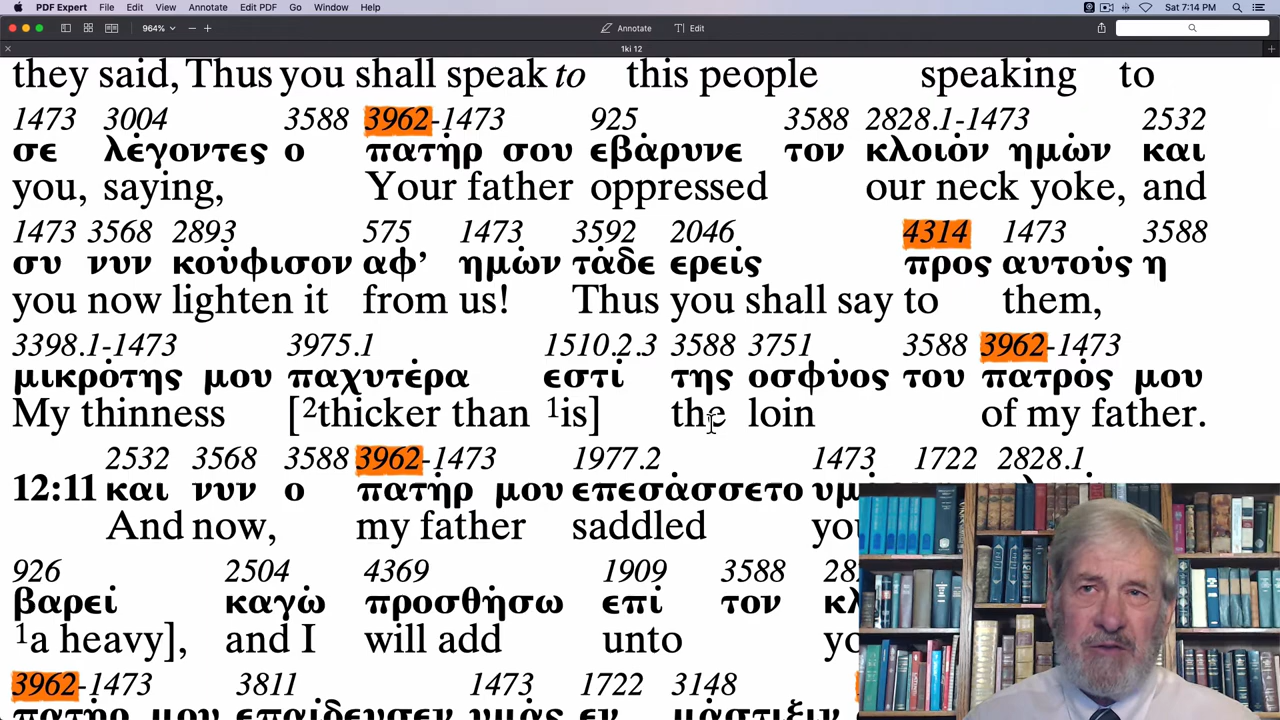 PDF Expert File Edit View Annotate Edit PDF Go Window Help Sat 7:14 PM
964% Annotate Edit
1ki 12
they said, Thus you shall speak to this people speaking to
1473 3004 3588 3962-1473 925 3588 2828.1-1473 2532
σε λέγοντες ο πατήρ σου εβάρυνε τον κλοιόν ημών και
you, saying, Your father oppressed our neck yoke, and
1473 3568 2893 575 1473 3592 2046 4314 1473 3588
συ νυν κούφισον αφ’ ημών τάδε ερείς προς αυτούς η
you now lighten it from us! Thus you shall say to them,
3398.1-1473 3975.1 1510.2.3 3588 3751 3588 3962-1473
μικρότης μου παχυτέρα εστί της οσφύος του πατρός μου
My thinness [2thicker than 1is] the loin of my father.
2532 3568 3588 3962-1473 1977.2 1473 1722 2828.1
12:11 και νυν ο πατήρ μου επεσάσσετο
And now, my father saddled
926 2504 4369 1909 3588
βαρεί καγώ προσθήσω επί τον
1a heavy], and I will add unto
3962-1473 3811 1473 1722 3148
πατήρ μου επαίδευσεν υμάς εν μάστιξιν